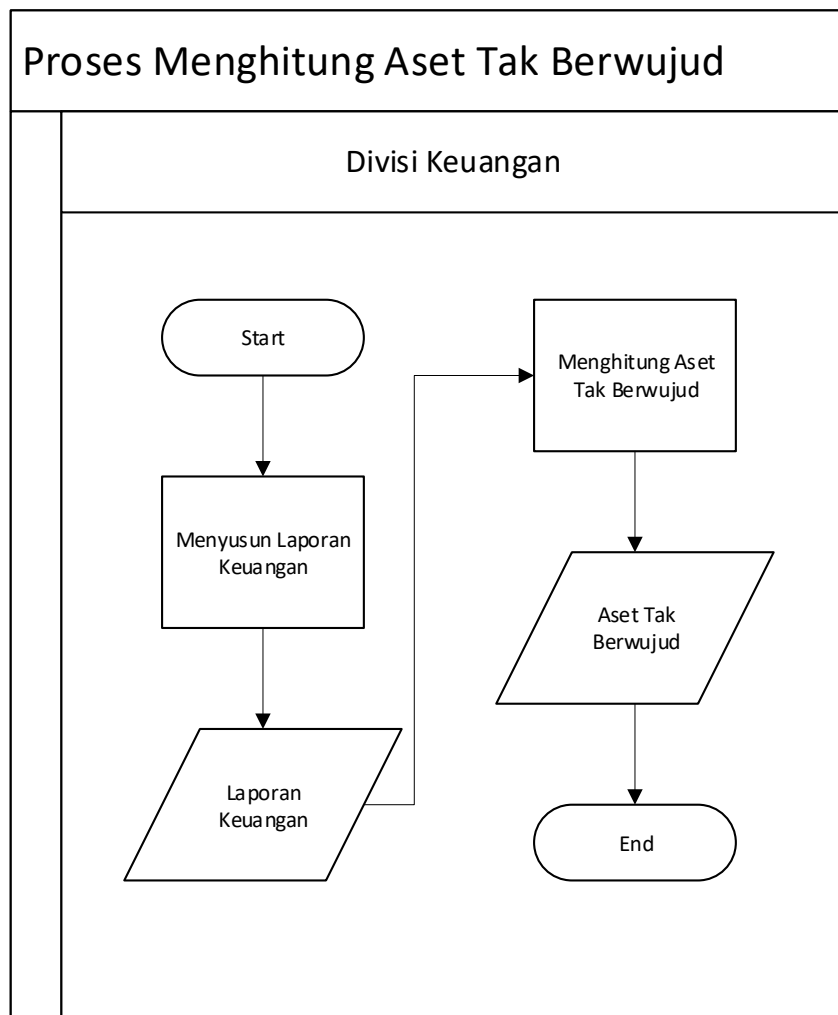 Proses Menghitung Aset Tak Berwujud
Divisi Keuangan
Start
Menyusun Laporan
Keuangan
Laporan
Keuangan
Menghitung Aset
Tak Berwujud
Aset Tak
Berwujud
End